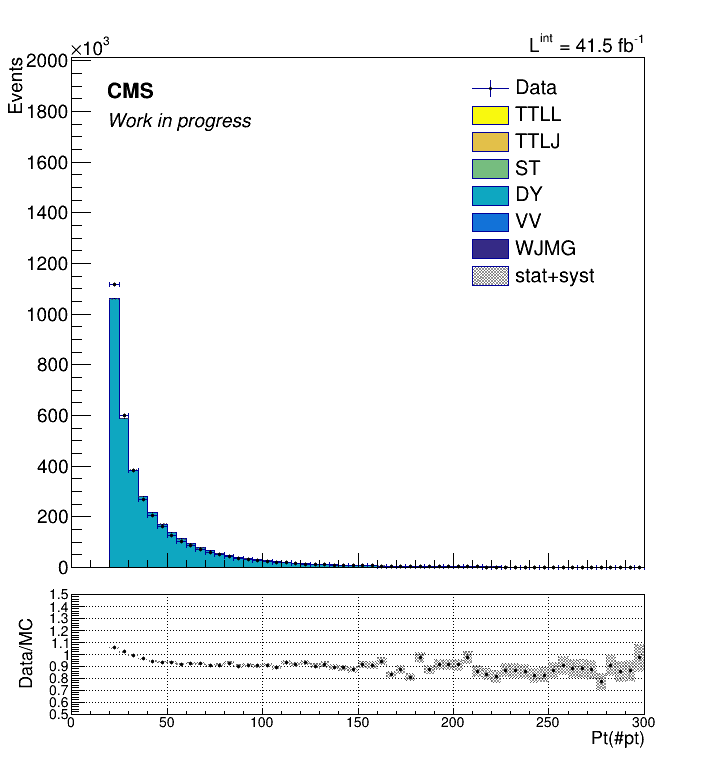 ×10³
L^int = 41.5 fb⁻¹
Events
2000
1800
1600
1400
1200
1000
800
600
400
200
0
CMS
Work in progress
Data
TTLL
TTLJ
ST
DY
VV
WJMG
stat+syst
Data/MC
1.5
1.4
1.3
1.2
1.1
1
0.9
0.8
0.7
0.6
0.5
0 50 100 150 200 250 300
Pt(#pt)